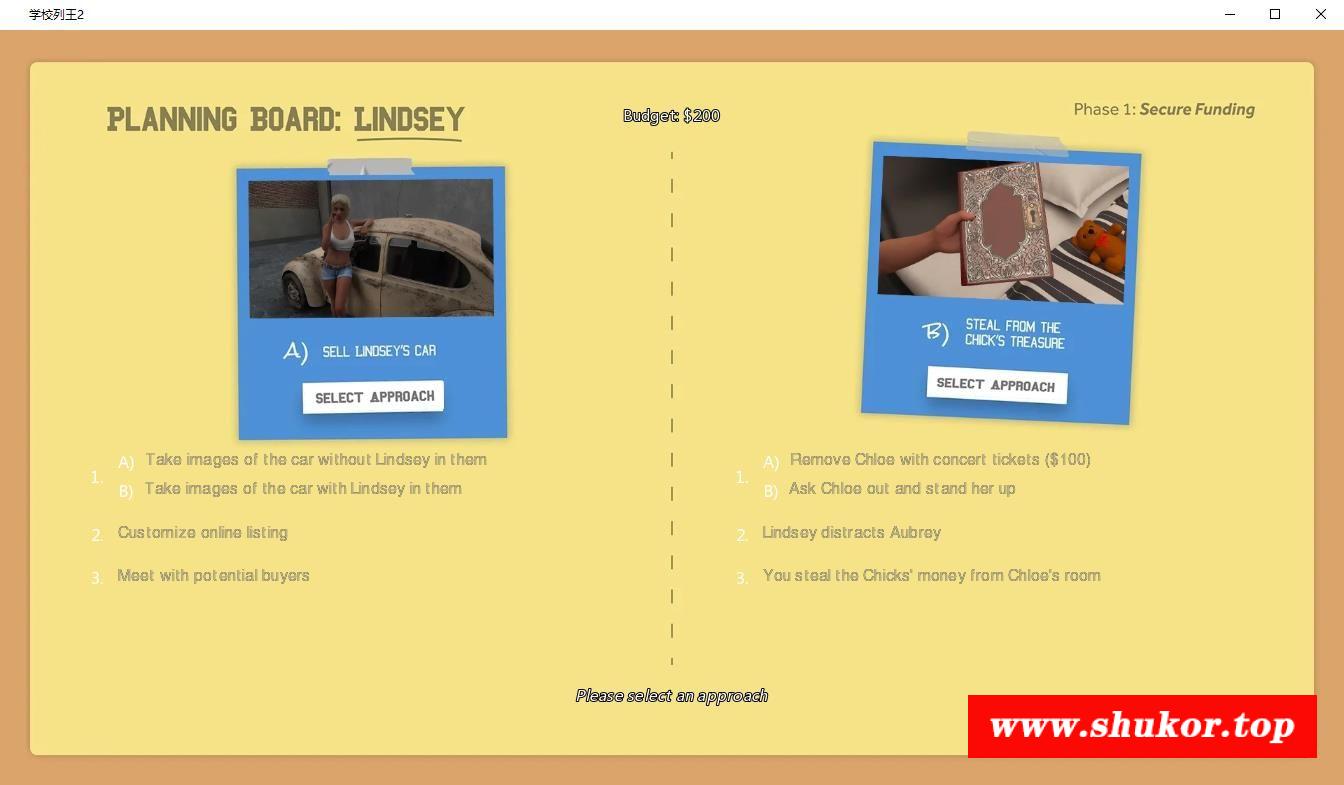 学校列王2
PLANNING BOARD: LINDSEY
Budget: $200
Phase 1: Secure Funding
A) SELL LINDSEY'S CAR
SELECT APPROACH
1. A) Take images of the car without Lindsey in them
B) Take images of the car with Lindsey in them
2. Customize online listing
3. Meet with potential buyers
B) STEAL FROM THE
CHICK'S TREASURE
SELECT APPROACH
1. A) Remove Chloe with concert tickets ($100)
B) Ask Chloe out and stand her up
2. Lindsey distracts Aubrey
3. You steal the Chicks' money from Chloe's room
Please select an approach
www.shukor.top